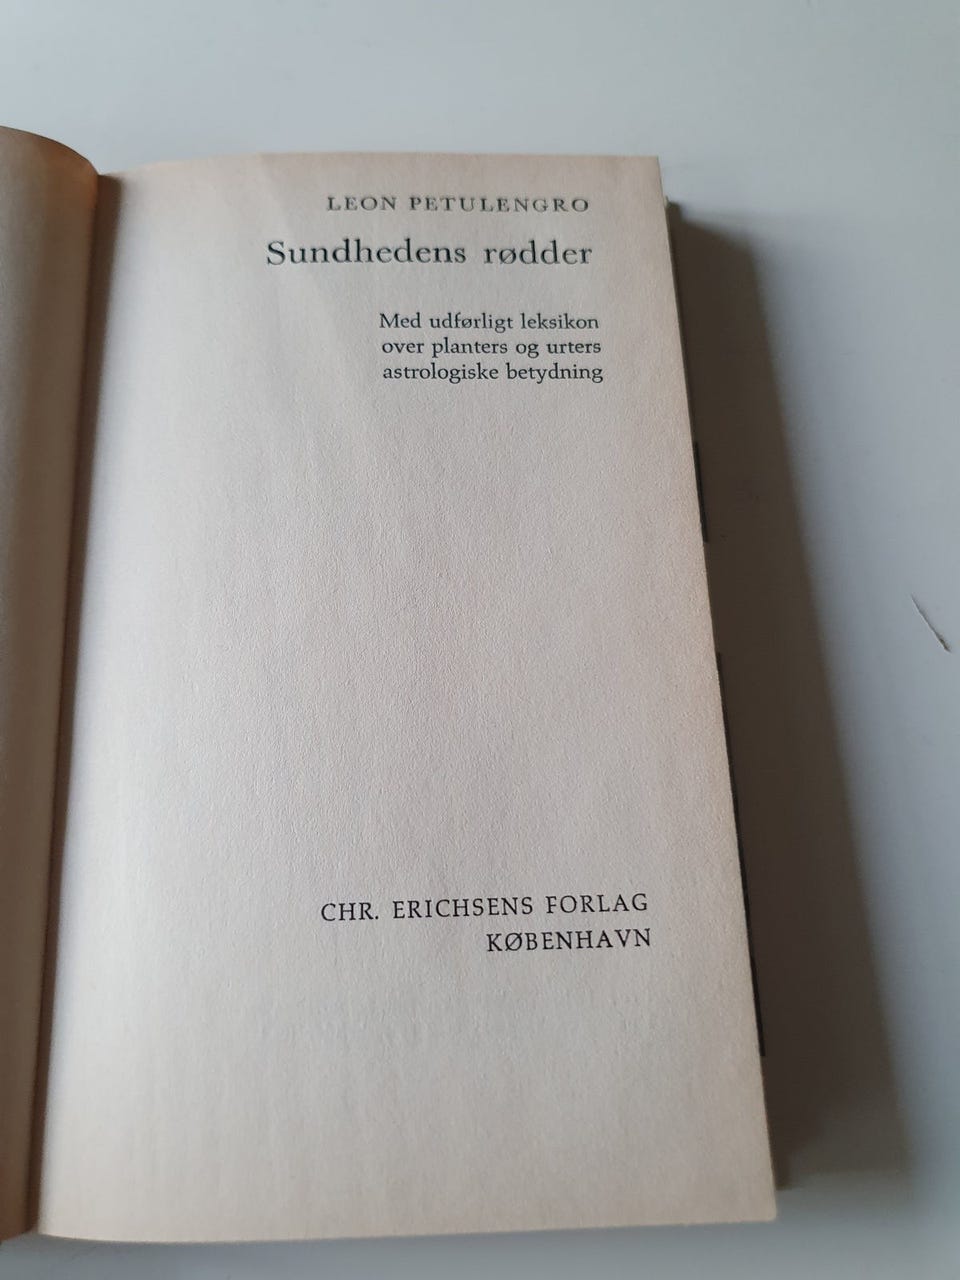 LEON PETULENGRO
Sundhedens rødder
Med udførligt leksikon
over planters og urters
astrologiske betydning
CHR. ERICHSENS FORLAG
KØBENHAVN